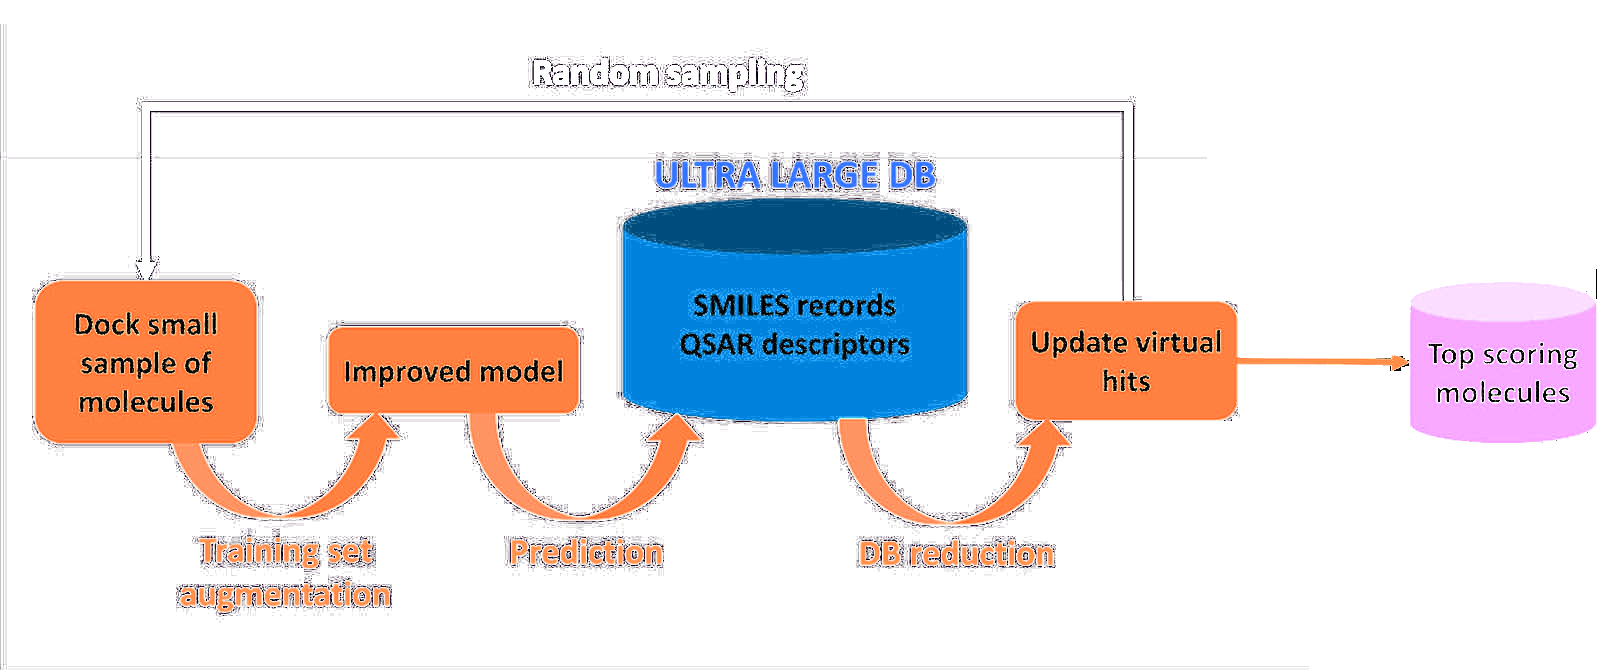 Random sampling
ULTRA LARGE DB
Dock small
sample of
molecules
Improved model
SMILES records
QSAR descriptors
Update virtual
hits
Top scoring
molecules
Training set
augmentation
Prediction
DB reduction